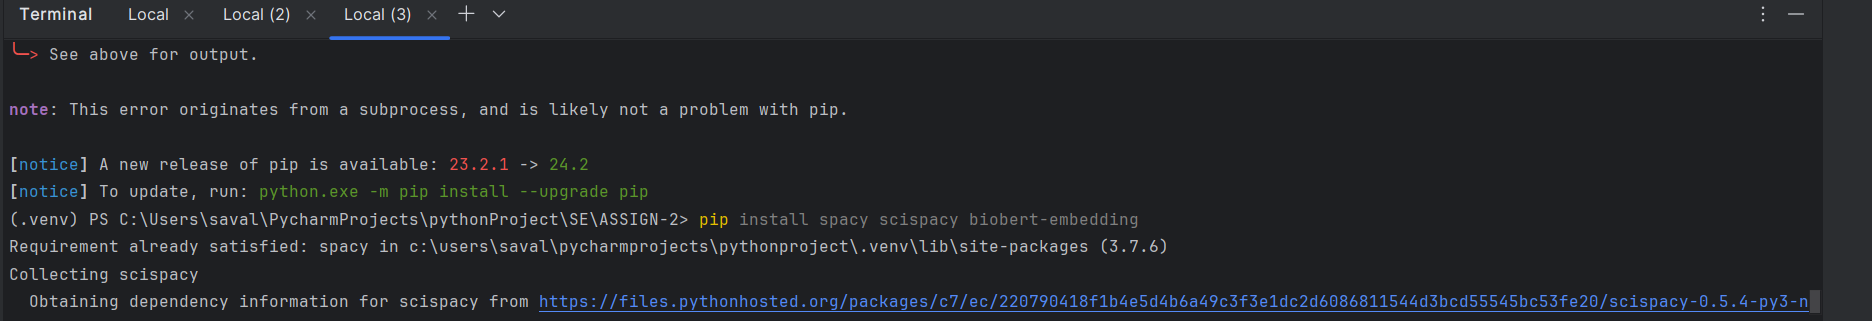 Terminal Local Local (2) Local (3)
See above for output.
note: This error originates from a subprocess, and is likely not a problem with pip.
[notice] A new release of pip is available: 23.2.1 -> 24.2
[notice] To update, run: python.exe -m pip install --upgrade pip
(.venv) PS C:\Users\saval\PycharmProjects\pythonProject\SE\ASSIGN-2> pip install spacy scispacy biobert-embedding
Requirement already satisfied: spacy in c:\users\saval\pycharmprojects\pythonproject\.venv\lib\site-packages (3.7.6)
Collecting scispacy
Obtaining dependency information for scispacy from https://files.pythonhosted.org/packages/c7/ec/220790418f1b4e5d4b6a49c3f3e1dc2d6086811544d3bcd55545bc53fe20/scispacy-0.5.4-py3-n